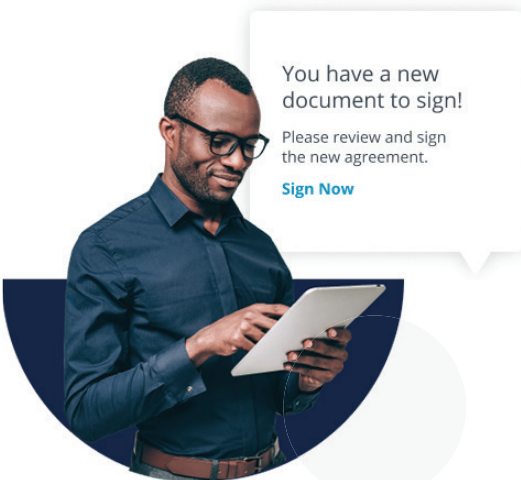 You have a new
document to sign!
Please review and sign
the new agreement.
Sign Now